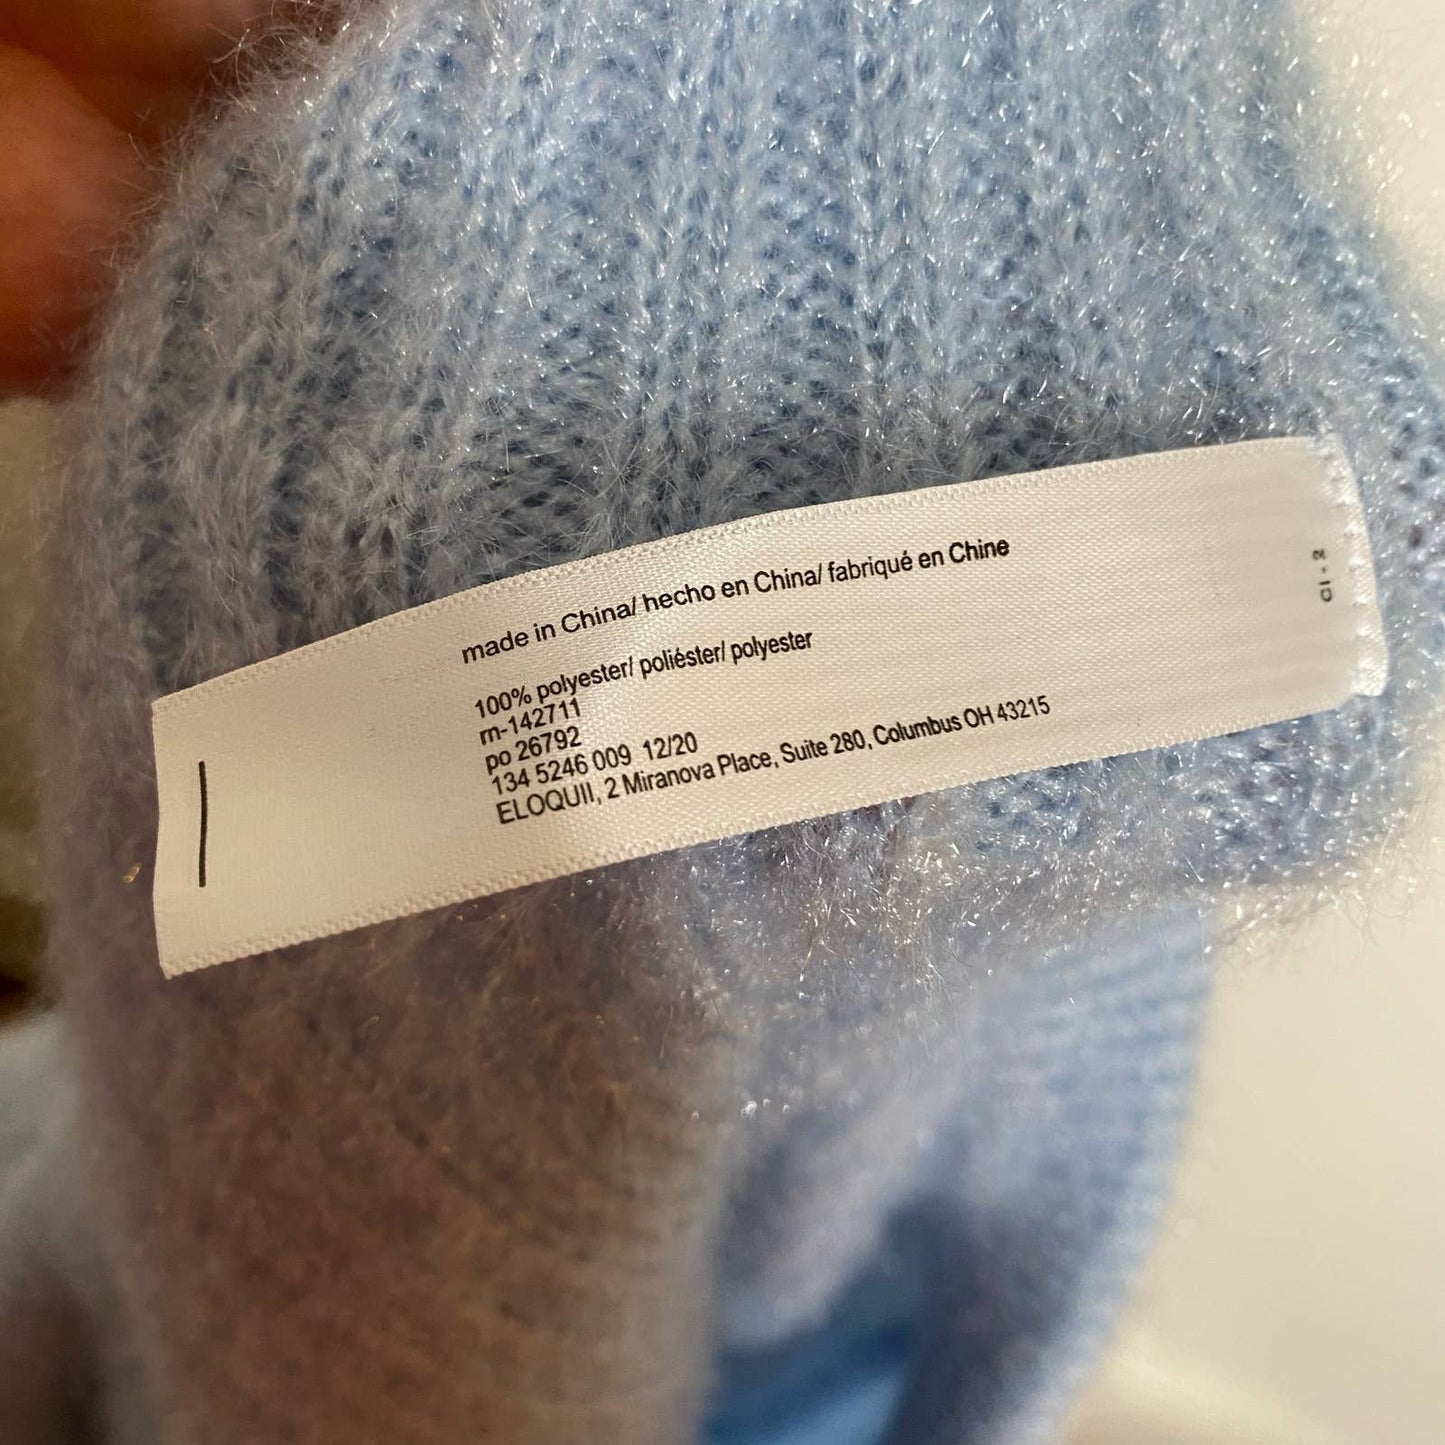 made in China/ hecho en China/ fabriqué en Chine
100% polyester/ poliéster/ polyester
rn-142711
po 26792
134 5246 009 12/20
ELOQUII, 2 Miranova Place, Suite 280, Columbus OH 43215
CI - 2